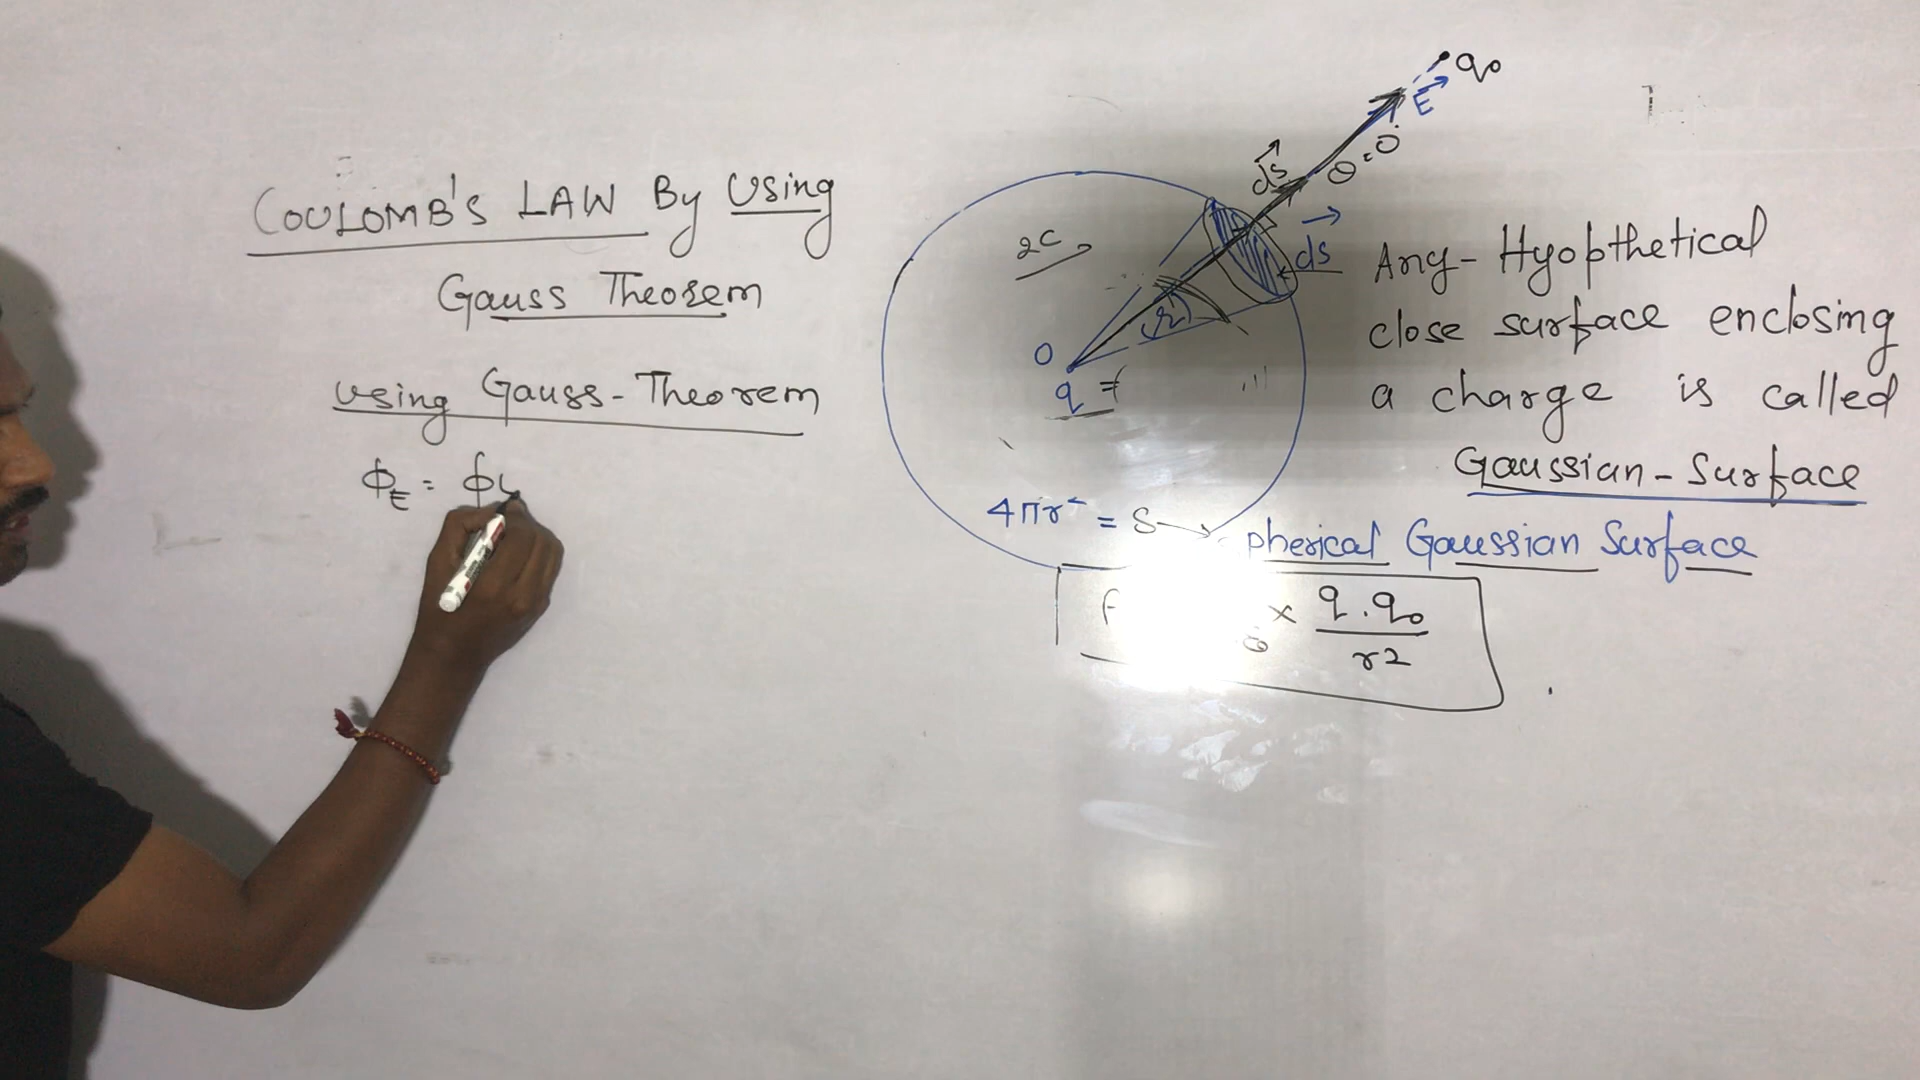 COULOMB'S LAW By Using
Gauss Theorem
using Gauss-Theorem
ϕE =
q₀
E
θ = 0°
ds
ds
2C
(r)
O
q =
4πr² = S
Any-Hyopthetical
close surface enclosing
a charge is called
Gaussian-Surface
pherical Gaussian Surface
F
× q.q₀
r2